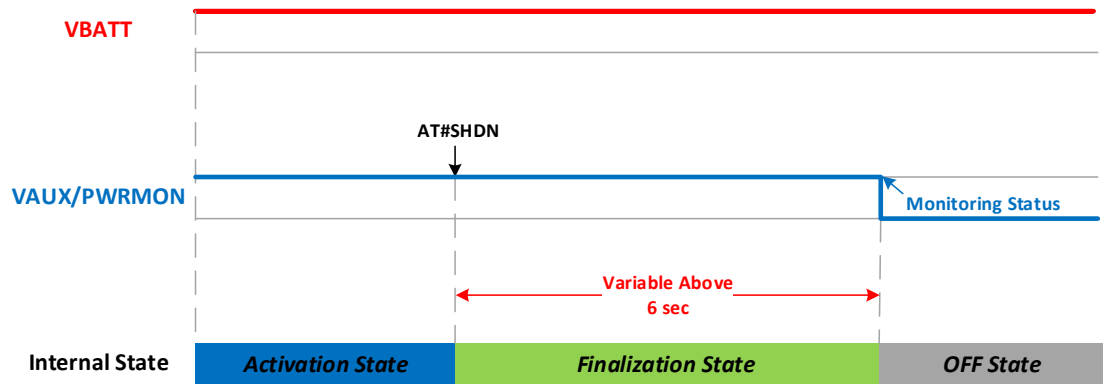 VBATT
AT#SHDN
VAUX/PWRMON
Monitoring Status
Variable Above
6 sec
Internal State
Activation State
Finalization State
OFF State